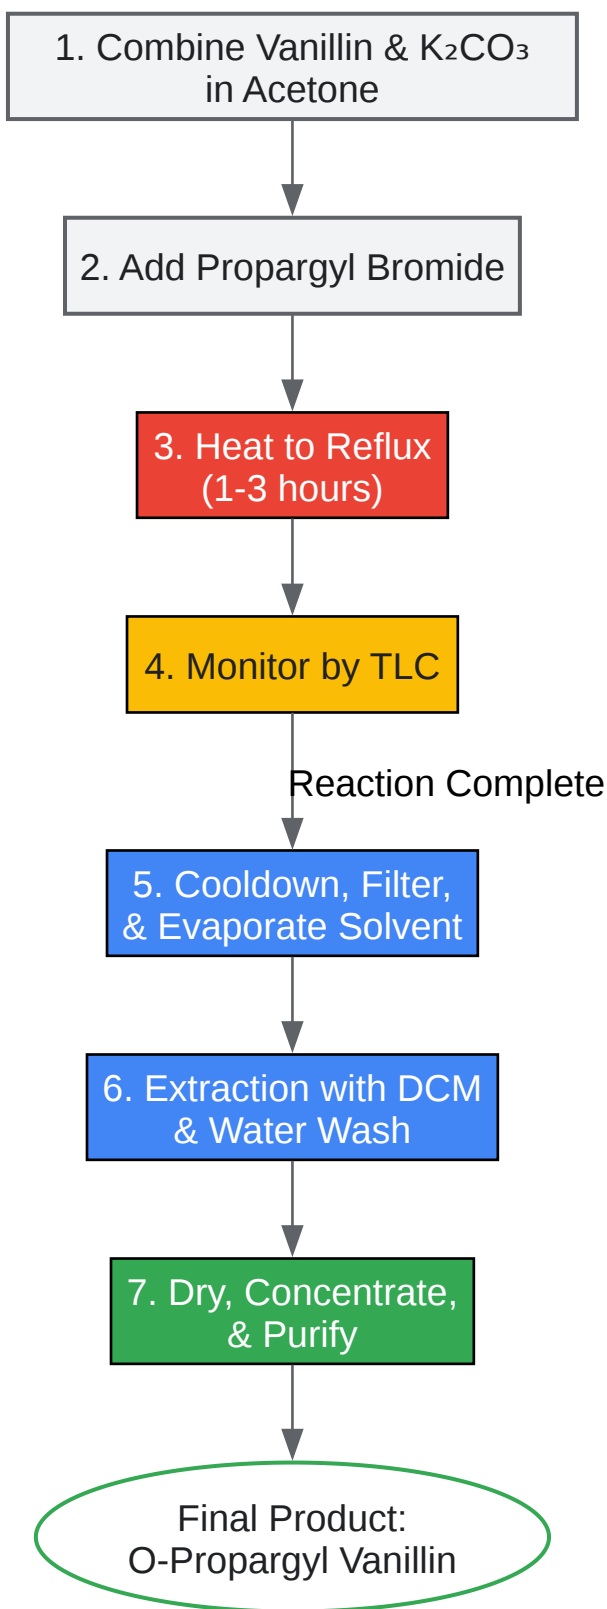 1. Combine Vanillin & K₂CO₃
in Acetone
2. Add Propargyl Bromide
3. Heat to Reflux
(1-3 hours)
4. Monitor by TLC
Reaction Complete
5. Cooldown, Filter,
& Evaporate Solvent
6. Extraction with DCM
& Water Wash
7. Dry, Concentrate,
& Purify
Final Product:
O-Propargyl Vanillin